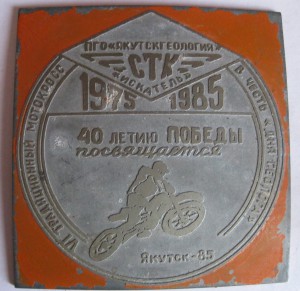 ПГО «ЯКУТСКГЕОЛОГИЯ»
СТК
«ИСКАТЕЛЬ»
1975 1985
VI ТРАДИЦИОННЫЙ МОТОКРОСС
В ЧЕСТЬ «ДНЯ ГЕОЛОГА»
40 ЛЕТИЮ ПОБЕДЫ
посвящается
Якутск-85